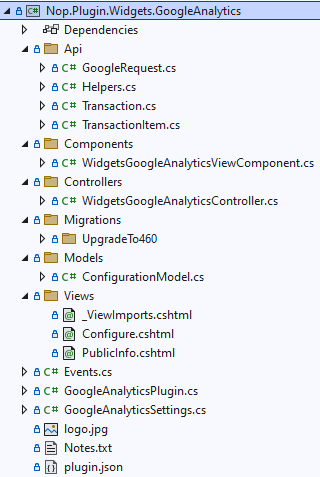 Nop.Plugin.Widgets.GoogleAnalytics
Dependencies
Api
C# GoogleRequest.cs
C# Helpers.cs
C# Transaction.cs
C# TransactionItem.cs
Components
C# WidgetsGoogleAnalyticsViewComponent.cs
Controllers
C# WidgetsGoogleAnalyticsController.cs
Migrations
UpgradeTo460
Models
C# ConfigurationModel.cs
Views
_ViewImports.cshtml
Configure.cshtml
PublicInfo.cshtml
C# Events.cs
C# GoogleAnalyticsPlugin.cs
C# GoogleAnalyticsSettings.cs
logo.jpg
Notes.txt
plugin.json